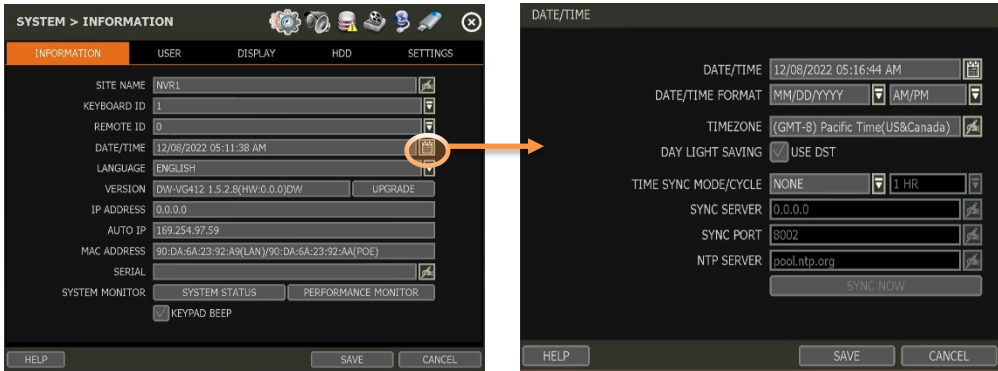 SYSTEM > INFORMATION
INFORMATION USER DISPLAY HDD SETTINGS
SITE NAME NVR1
KEYBOARD ID 1
REMOTE ID 0
DATE/TIME 12/08/2022 05:11:38 AM
LANGUAGE ENGLISH
VERSION DW-VG412 1.5.2.8(HW:0.0.0)DW UPGRADE
IP ADDRESS 0.0.0.0
AUTO IP 169.254.97.59
MAC ADDRESS 90:DA:6A:23:92:A9(LAN)/90:DA:6A:23:92:AA(POE)
SERIAL
SYSTEM MONITOR SYSTEM STATUS PERFORMANCE MONITOR
KEYPAD BEEP
HELP SAVE CANCEL
DATE/TIME
DATE/TIME 12/08/2022 05:16:44 AM
DATE/TIME FORMAT MM/DD/YYYY AM/PM
TIMEZONE (GMT-8) Pacific Time(US&Canada)
DAY LIGHT SAVING USE DST
TIME SYNC MODE/CYCLE NONE 1 HR
SYNC SERVER 0.0.0.0
SYNC PORT 8002
NTP SERVER pool.ntp.org
SYNC NOW
HELP SAVE CANCEL